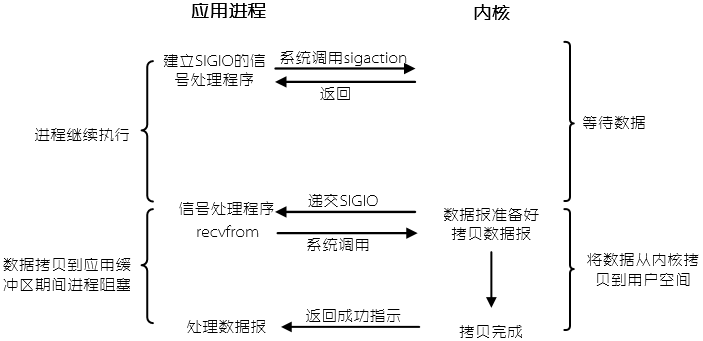 应用进程
内核
建立SIGIO的信
号处理程序
系统调用sigaction
返回
进程继续执行
等待数据
信号处理程序
递交SIGIO
数据报准备好
recvfrom
系统调用
拷贝数据报
数据拷贝到应用缓
冲区期间进程阻塞
将数据从内核拷
贝到用户空间
处理数据报
返回成功指示
拷贝完成